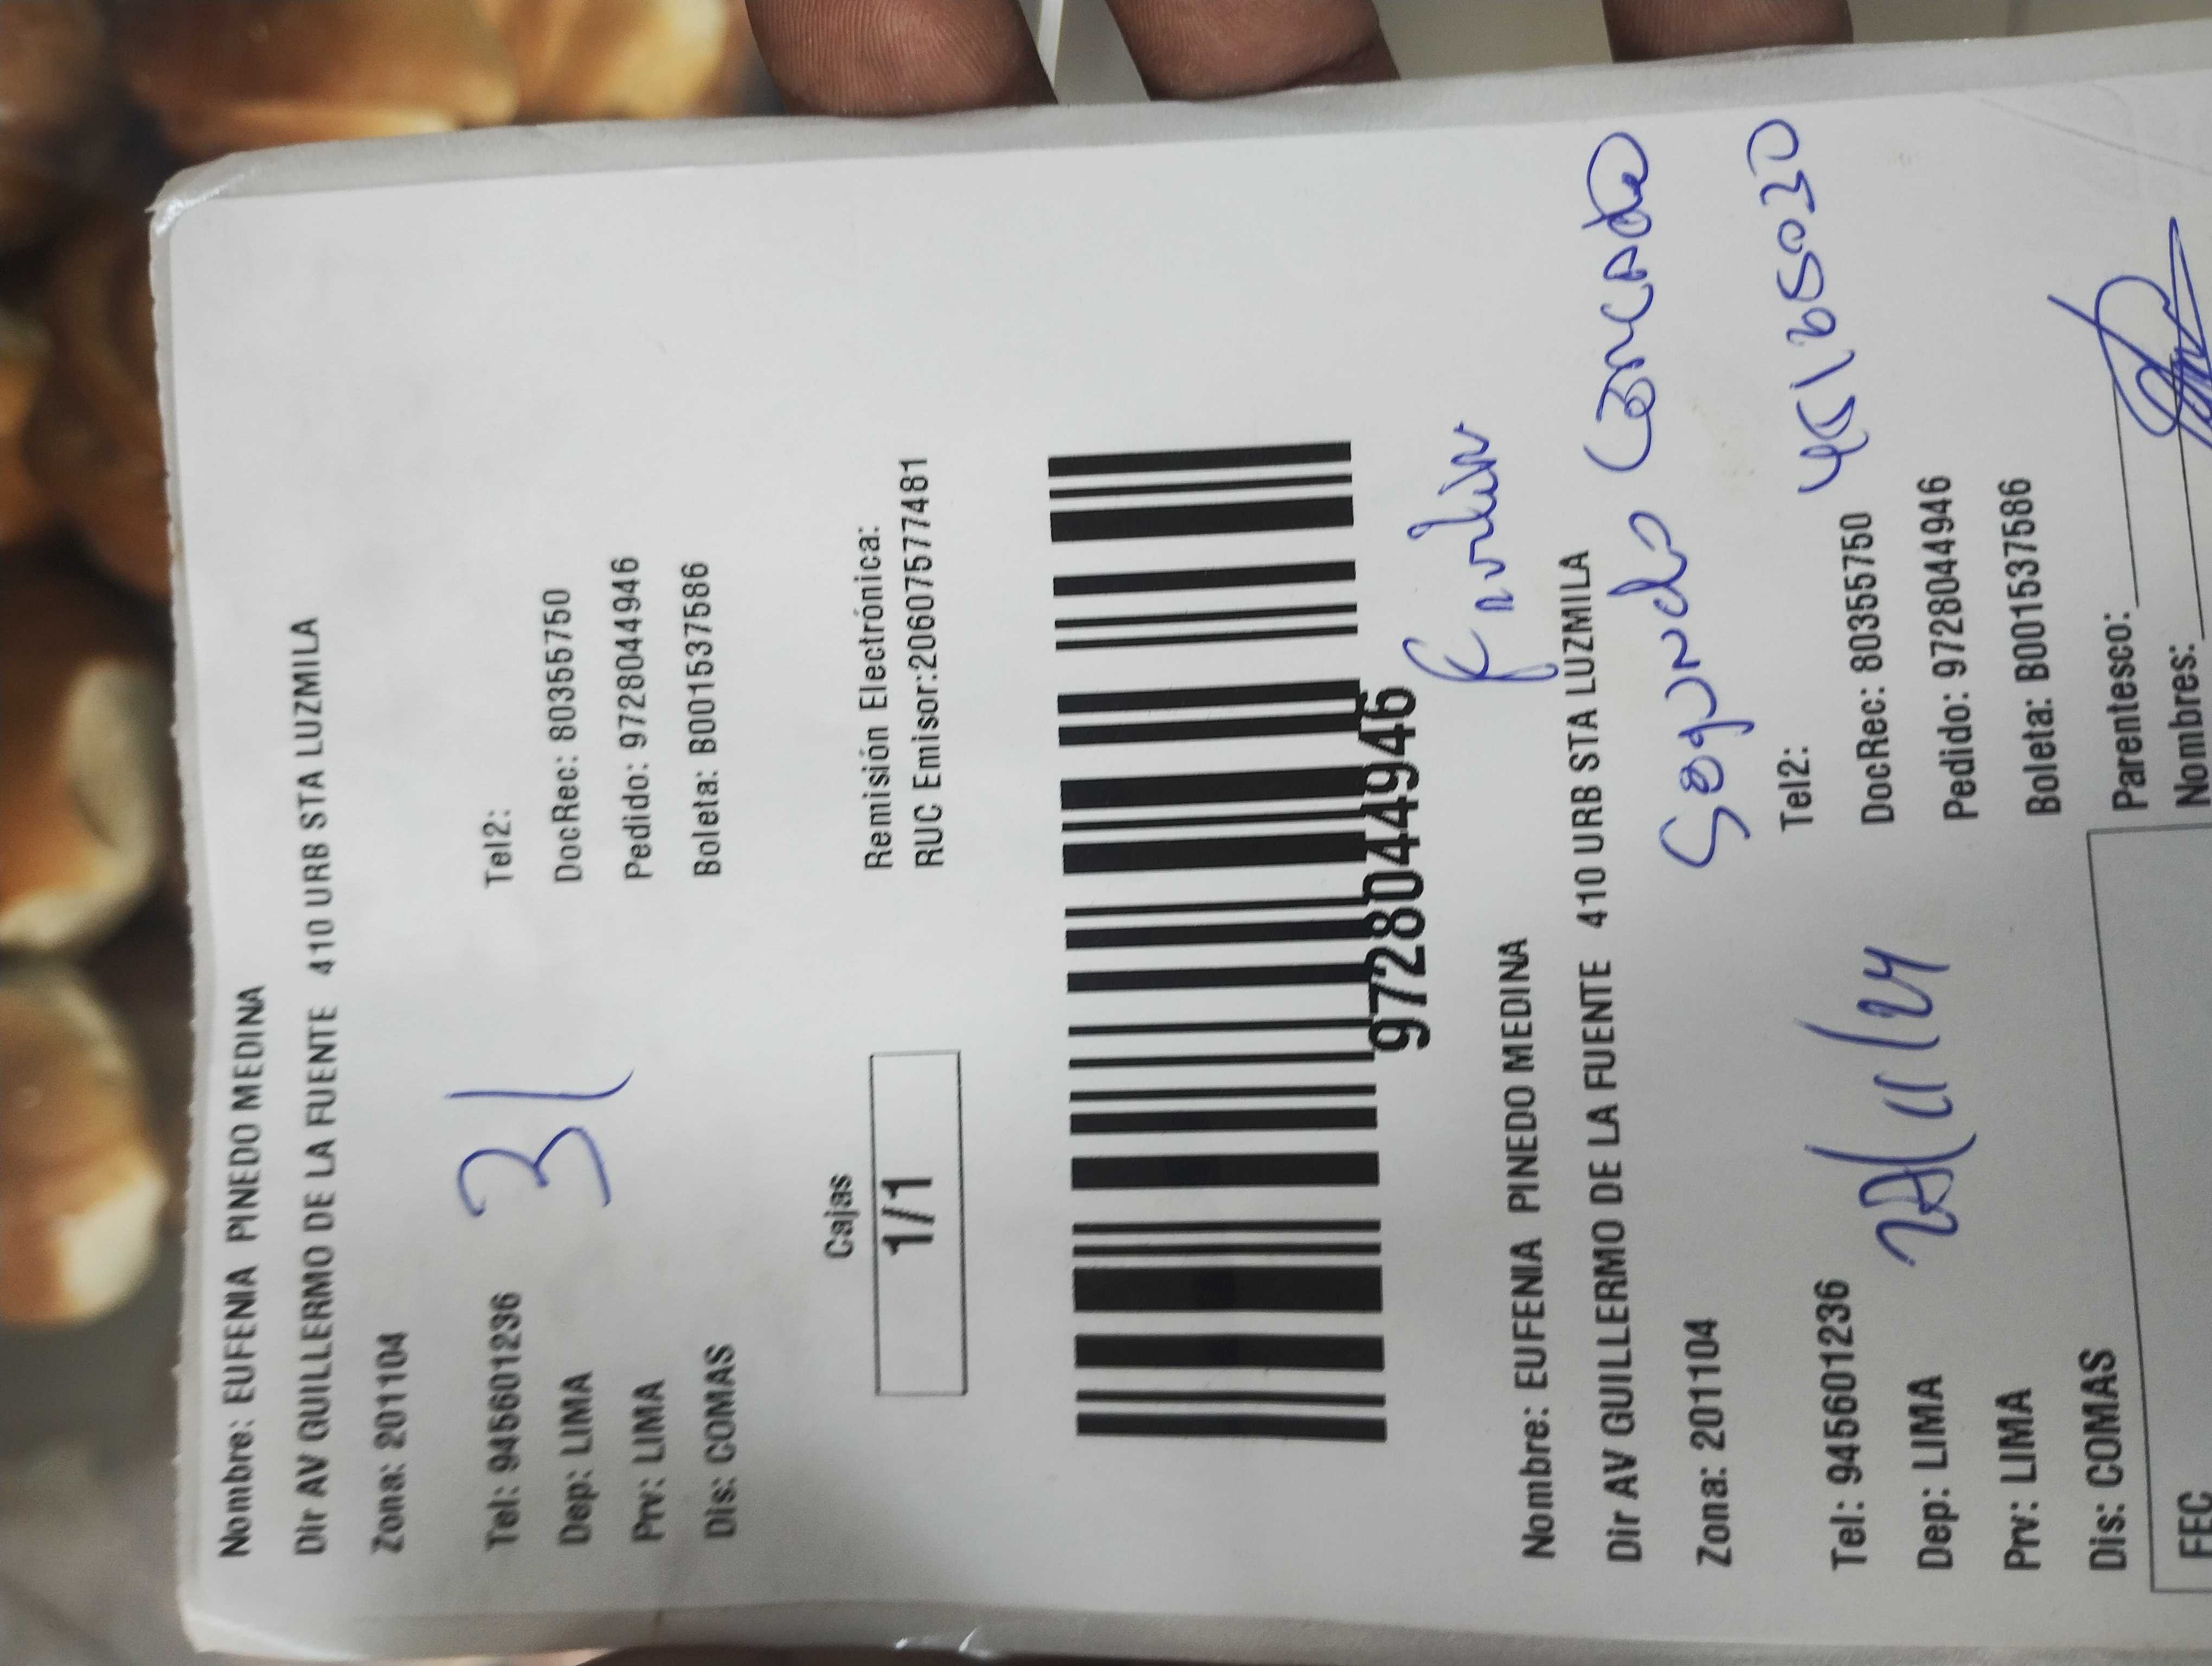 Nombre: EUFENIA PINEDO MEDINA
Dir AV GUILLERMO DE LA FUENTE 410 URB STA LUZMILA
Zona: 201104
31
Tel: 945601236 Tel2:
Dep: LIMA DocRec: 80355750
Prv: LIMA Pedido: 9728044946
Dis: COMAS Boleta: B001537586
Cajas
1/1
Remisión Electrónica:
RUC Emisor:20607577481
9728044946
Nombre: EUFENIA PINEDO MEDINA
Dir AV GUILLERMO DE LA FUENTE 410 URB STA LUZMILA
Zona: 201104
Segundo
Tel: 945601236 Tel2:
Dep: LIMA DocRec: 80355750
Prv: LIMA Pedido: 9728044946
Dis: COMAS Boleta: B001537586
Parentesco:
FEC Nombres: